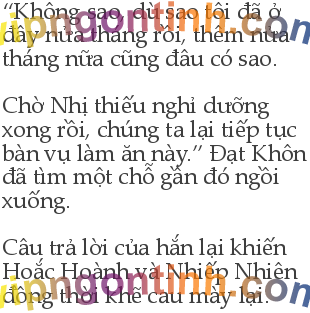 “Không sao, dù sao tôi đã ở
đây nửa tháng rồi, thêm nửa
tháng nữa cũng đâu có sao.
Chờ Nhị thiếu nghỉ dưỡng
xong rồi, chúng ta lại tiếp tục
bàn vụ làm ăn này.” Đạt Khôn
đã tìm một chỗ gần đó ngồi
xuống.
Câu trả lời của hắn lại khiến
Hoắc Hoành và Nhiếp Nhiên
đồng thời khẽ cau mày lại.